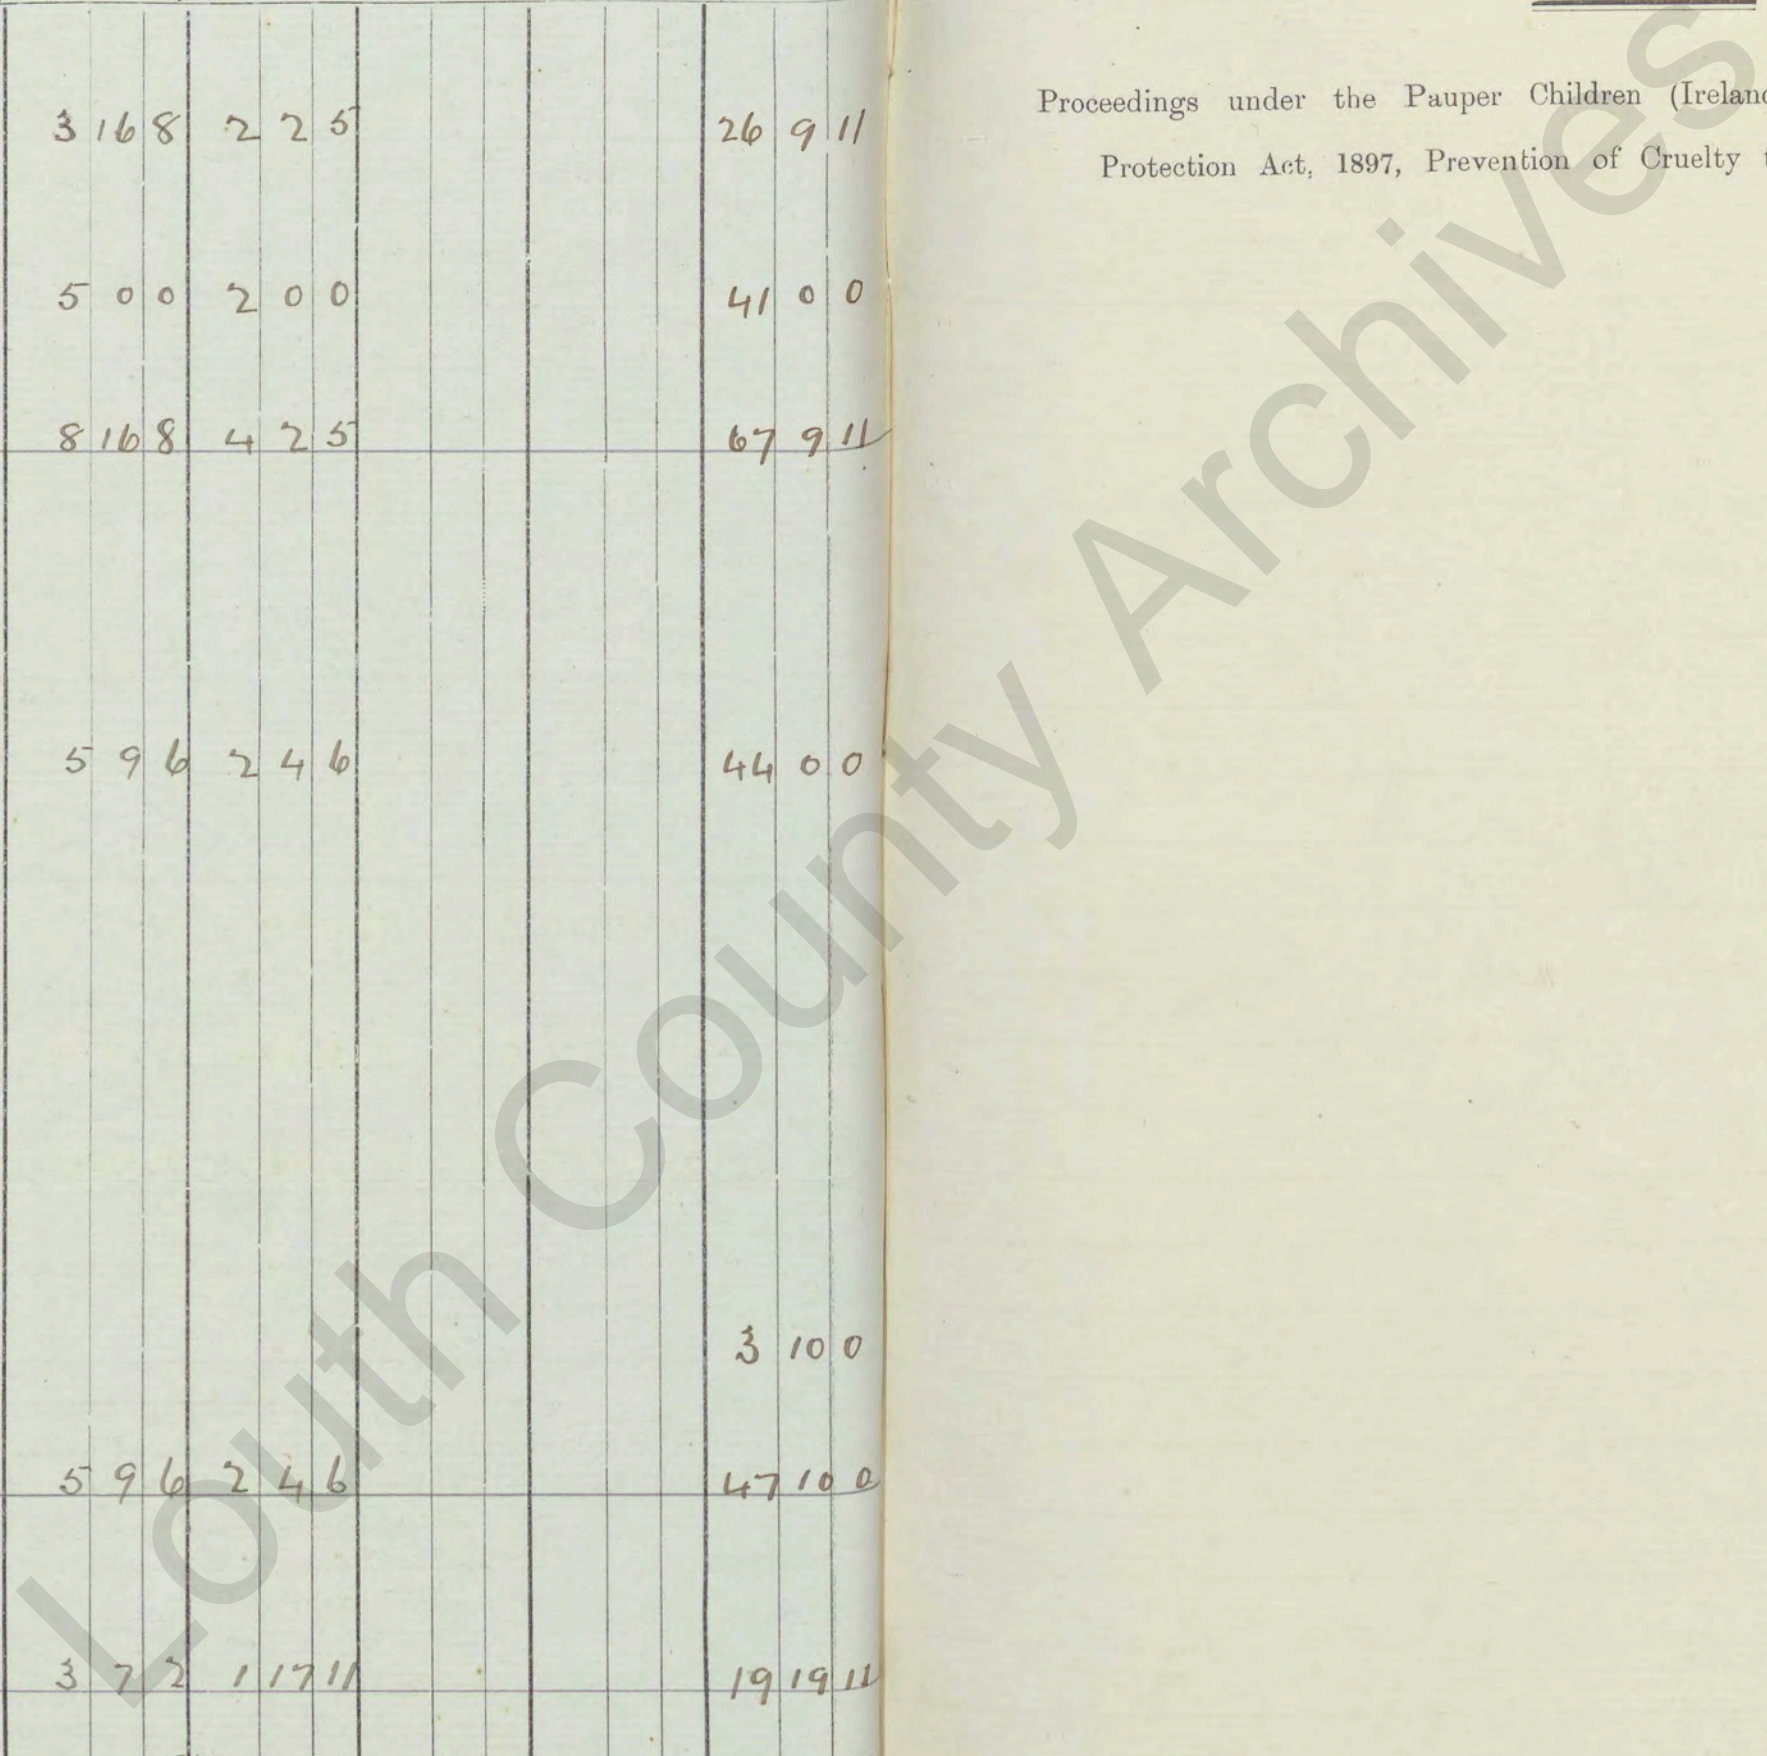 3 16 8 2 2 5 26 9 11
5 0 0 2 0 0 41 0 0
8 16 8 4 2 5 67 9 11
5 9 6 2 4 6 44 0 0
3 10 0
5 9 6 2 4 6 47 10 0
3 7 2 1 17 11 19 19 11
Proceedings under the Pauper Children (Ireland
Protection Act, 1897, Prevention of Cruelty t
Louth County Archives